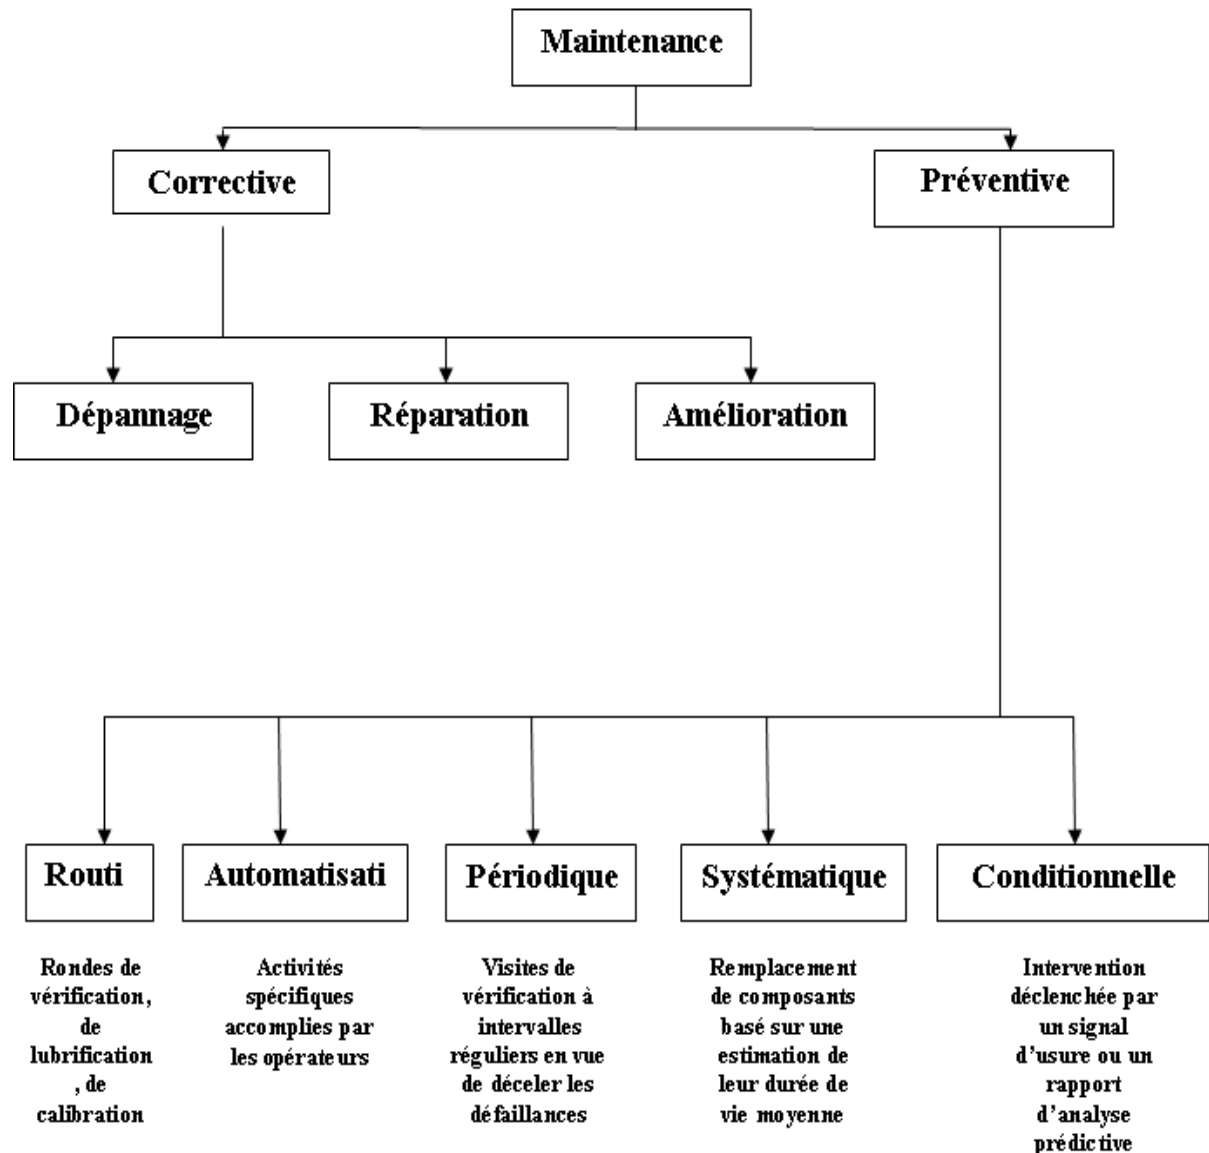 Maintenance
Corrective
Préventive
Dépannage
Réparation
Amélioration
Routi
Automatisati
Périodique
Systématique
Conditionnelle
Rondes de
vérification,
de
lubrification
, de
calibration
Activités
spécifiques
accomplies par
les opérateurs
Visites de
vérification à
intervalles
réguliers en vue
de déceler les
défaillances
Remplacement
de composants
basé sur une
estimation de
leur durée de
vie moyenne
Intervention
déclenchée par
un signal
d'usure ou un
rapport
d'analyse
prédictive